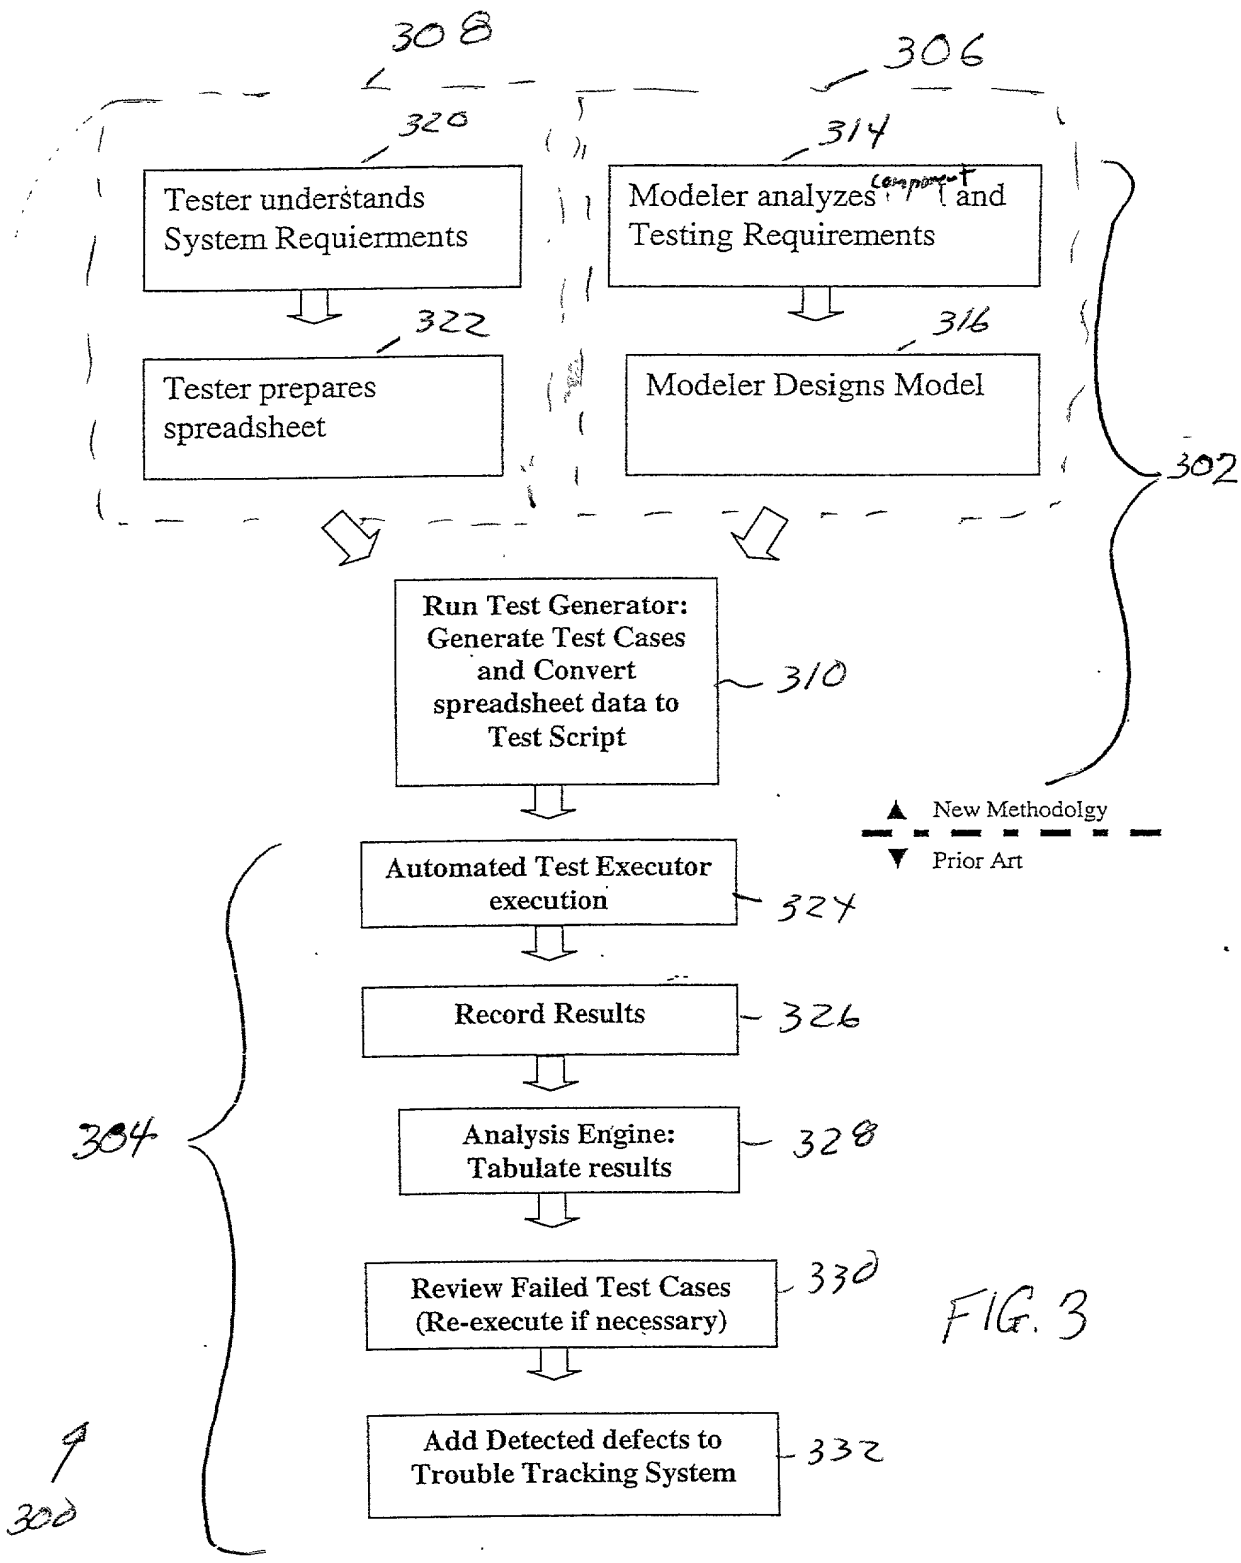 308
306
320
314
Tester understands
System Requierments
Modeler analyzes component and
Testing Requirements
322
316
Tester prepares
spreadsheet
Modeler Designs Model
302
Run Test Generator:
Generate Test Cases
and Convert
spreadsheet data to
Test Script
310
New Methodolgy
Prior Art
Automated Test Executor
execution
324
Record Results
326
304
Analysis Engine:
Tabulate results
328
Review Failed Test Cases
(Re-execute if necessary)
330
FIG. 3
Add Detected defects to
Trouble Tracking System
332
300